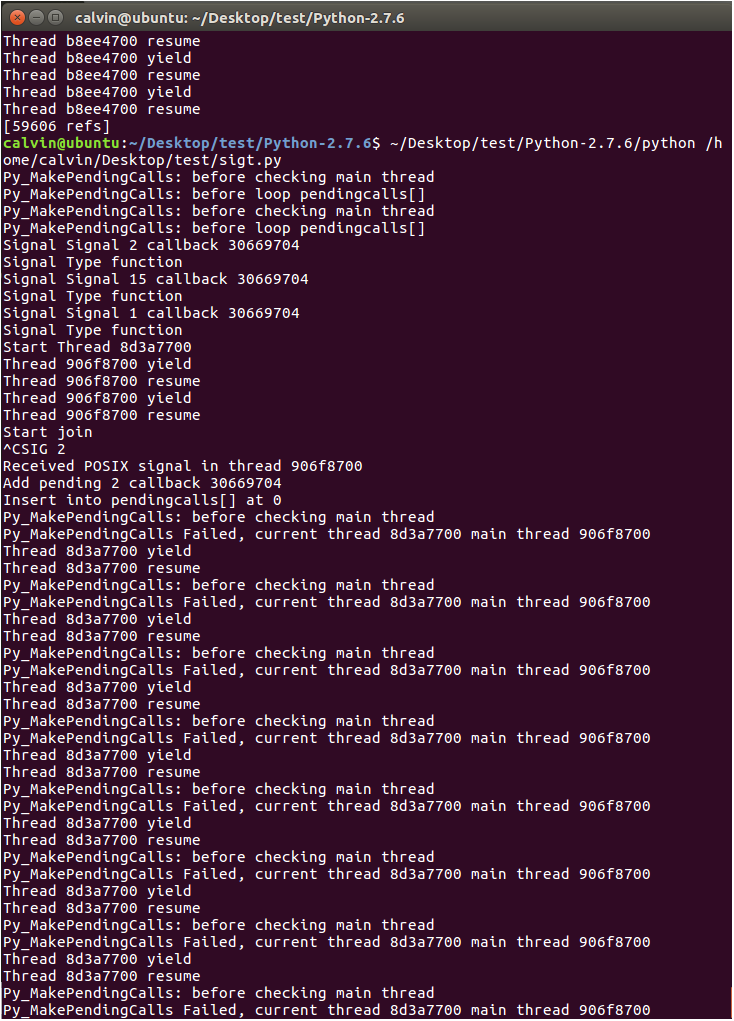 calvin@ubuntu: ~/Desktop/test/Python-2.7.6
Thread b8ee4700 resume
Thread b8ee4700 yield
Thread b8ee4700 resume
Thread b8ee4700 yield
Thread b8ee4700 resume
[59606 refs]
calvin@ubuntu:~/Desktop/test/Python-2.7.6$ ~/Desktop/test/Python-2.7.6/python /h
ome/calvin/Desktop/test/sigt.py
Py_MakePendingCalls: before checking main thread
Py_MakePendingCalls: before loop pendingcalls[]
Py_MakePendingCalls: before checking main thread
Py_MakePendingCalls: before loop pendingcalls[]
Signal Signal 2 callback 30669704
Signal Type function
Signal Signal 15 callback 30669704
Signal Type function
Signal Signal 1 callback 30669704
Signal Type function
Start Thread 8d3a7700
Thread 906f8700 yield
Thread 906f8700 resume
Thread 906f8700 yield
Thread 906f8700 resume
Start join
^CSIG 2
Received POSIX signal in thread 906f8700
Add pending 2 callback 30669704
Insert into pendingcalls[] at 0
Py_MakePendingCalls: before checking main thread
Py_MakePendingCalls Failed, current thread 8d3a7700 main thread 906f8700
Thread 8d3a7700 yield
Thread 8d3a7700 resume
Py_MakePendingCalls: before checking main thread
Py_MakePendingCalls Failed, current thread 8d3a7700 main thread 906f8700
Thread 8d3a7700 yield
Thread 8d3a7700 resume
Py_MakePendingCalls: before checking main thread
Py_MakePendingCalls Failed, current thread 8d3a7700 main thread 906f8700
Thread 8d3a7700 yield
Thread 8d3a7700 resume
Py_MakePendingCalls: before checking main thread
Py_MakePendingCalls Failed, current thread 8d3a7700 main thread 906f8700
Thread 8d3a7700 yield
Thread 8d3a7700 resume
Py_MakePendingCalls: before checking main thread
Py_MakePendingCalls Failed, current thread 8d3a7700 main thread 906f8700
Thread 8d3a7700 yield
Thread 8d3a7700 resume
Py_MakePendingCalls: before checking main thread
Py_MakePendingCalls Failed, current thread 8d3a7700 main thread 906f8700
Thread 8d3a7700 yield
Thread 8d3a7700 resume
Py_MakePendingCalls: before checking main thread
Py_MakePendingCalls Failed, current thread 8d3a7700 main thread 906f8700
Thread 8d3a7700 yield
Thread 8d3a7700 resume
Py_MakePendingCalls: before checking main thread
Py_MakePendingCalls Failed, current thread 8d3a7700 main thread 906f8700